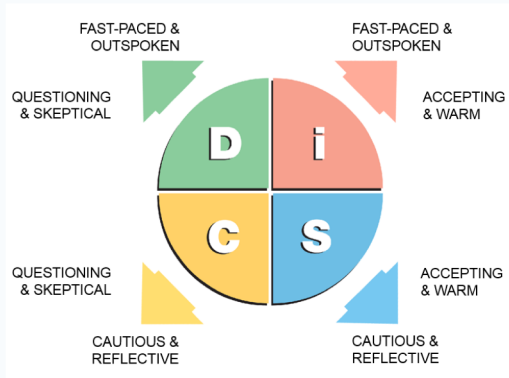 FAST-PACED &
OUTSPOKEN
FAST-PACED &
OUTSPOKEN
QUESTIONING
& SKEPTICAL
ACCEPTING
& WARM
D
i
C
S
QUESTIONING
& SKEPTICAL
ACCEPTING
& WARM
CAUTIOUS &
REFLECTIVE
CAUTIOUS &
REFLECTIVE